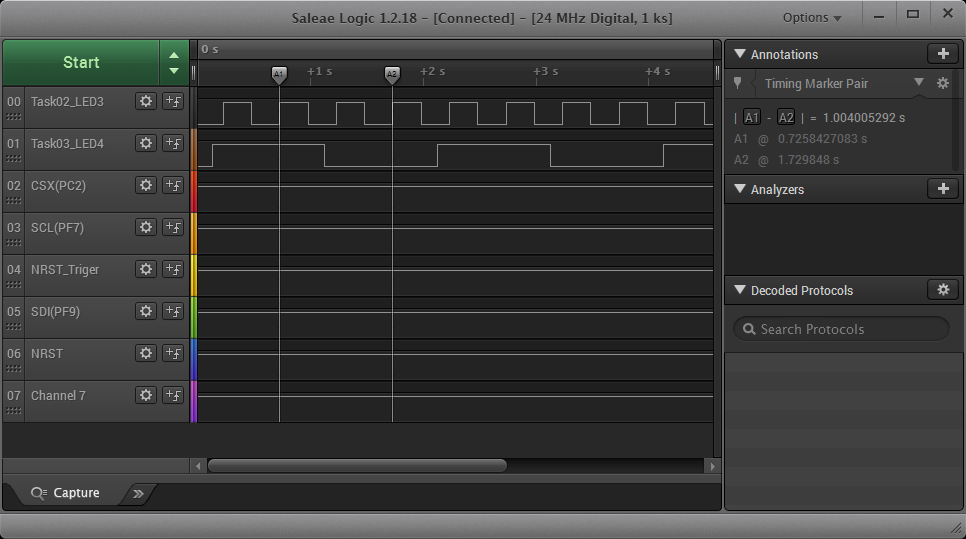 Saleae Logic 1.2.18 - [Connected] - [24 MHz Digital, 1 ks]
Options
Start
0 s
A1
+1 s
A2
+2 s
+3 s
+4 s
00 Task02_LED3
01 Task03_LED4
02 CSX(PC2)
03 SCL(PF7)
04 NRST_Triger
05 SDI(PF9)
06 NRST
07 Channel 7
Capture
Annotations
Timing Marker Pair
| A1 - A2 | = 1.004005292 s
A1 @ 0.7258427083 s
A2 @ 1.729848 s
Analyzers
Decoded Protocols
Search Protocols